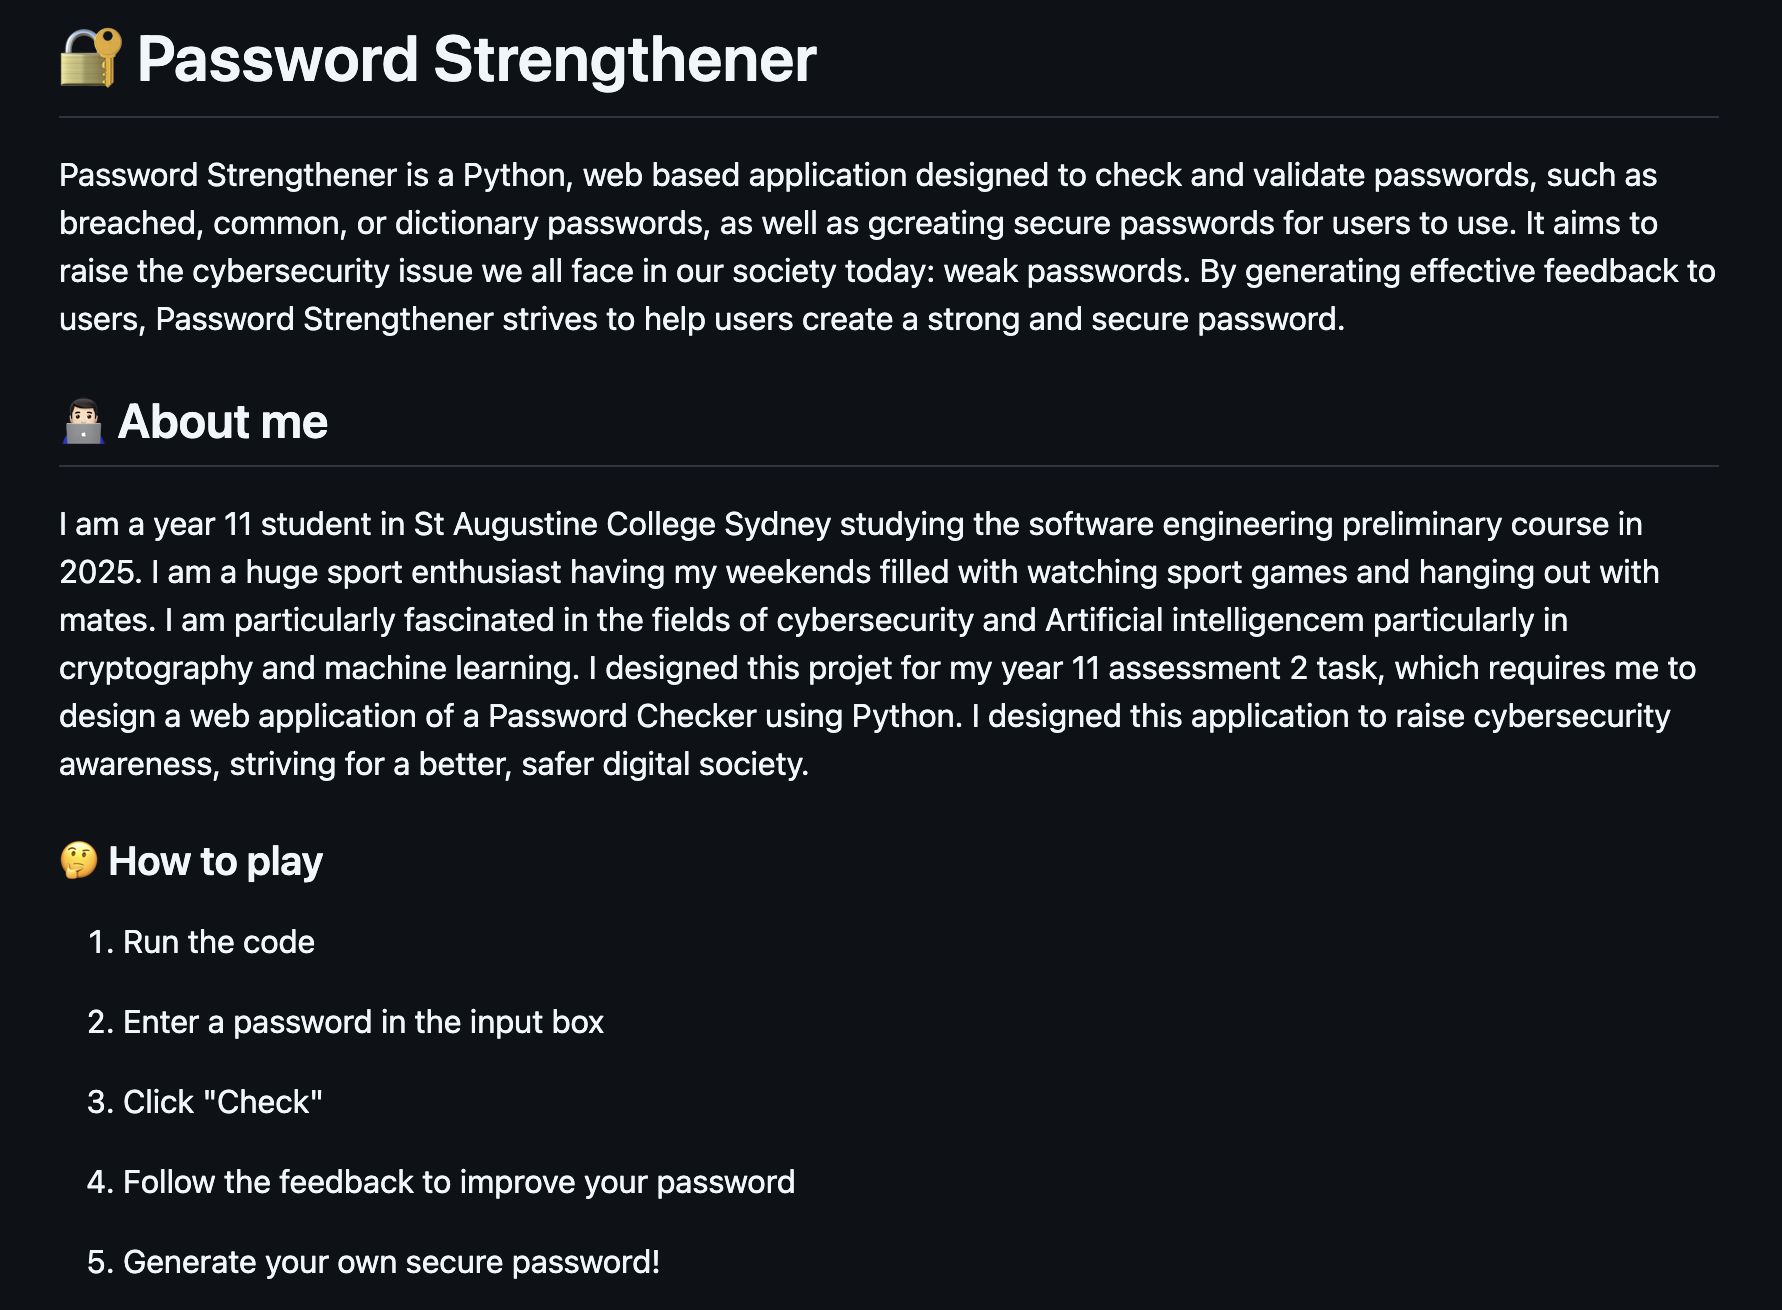 Password Strengthener
Password Strengthener is a Python, web based application designed to check and validate passwords, such as
breached, common, or dictionary passwords, as well as gcreating secure passwords for users to use. It aims to
raise the cybersecurity issue we all face in our society today: weak passwords. By generating effective feedback to
users, Password Strengthener strives to help users create a strong and secure password.
About me
I am a year 11 student in St Augustine College Sydney studying the software engineering preliminary course in
2025. I am a huge sport enthusiast having my weekends filled with watching sport games and hanging out with
mates. I am particularly fascinated in the fields of cybersecurity and Artificial intelligencem particularly in
cryptography and machine learning. I designed this projet for my year 11 assessment 2 task, which requires me to
design a web application of a Password Checker using Python. I designed this application to raise cybersecurity
awareness, striving for a better, safer digital society.
How to play
1. Run the code
2. Enter a password in the input box
3. Click "Check"
4. Follow the feedback to improve your password
5. Generate your own secure password!